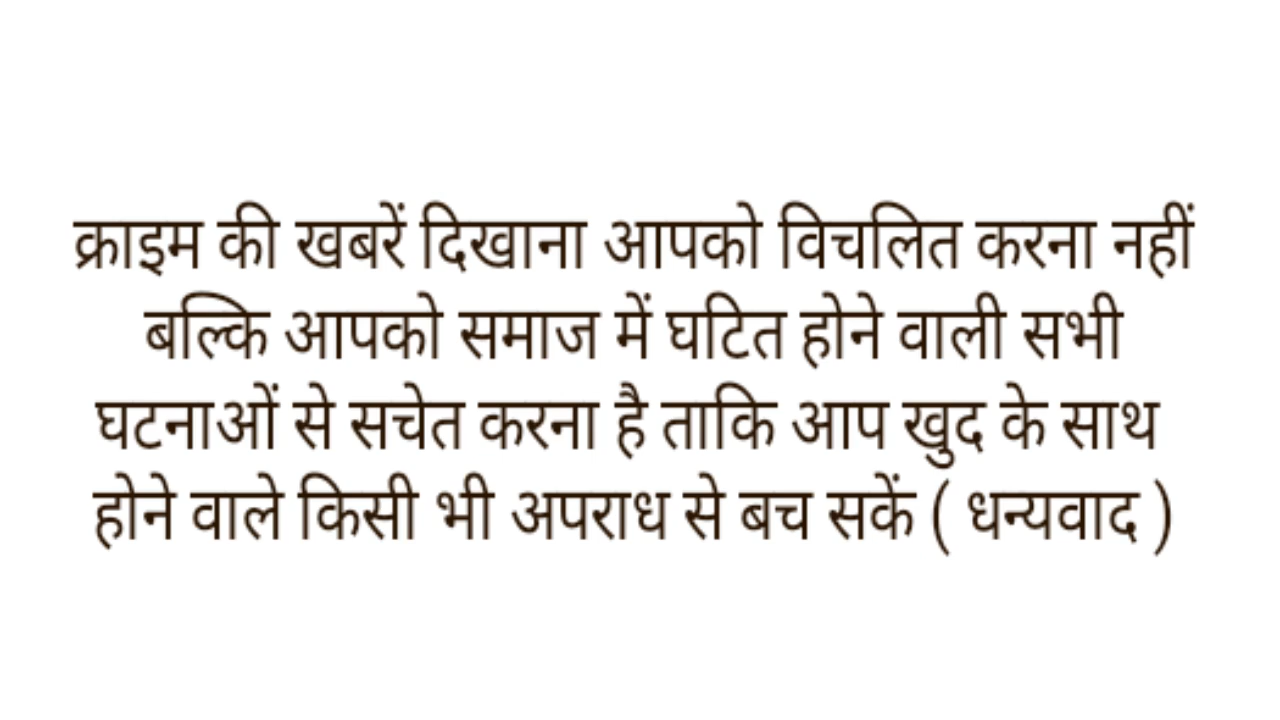 क्राइम की खबरें दिखाना आपको विचलित करना नहीं
बल्कि आपको समाज में घटित होने वाली सभी
घटनाओं से सचेत करना है ताकि आप खुद के साथ
होने वाले किसी भी अपराध से बच सकें ( धन्यवाद )